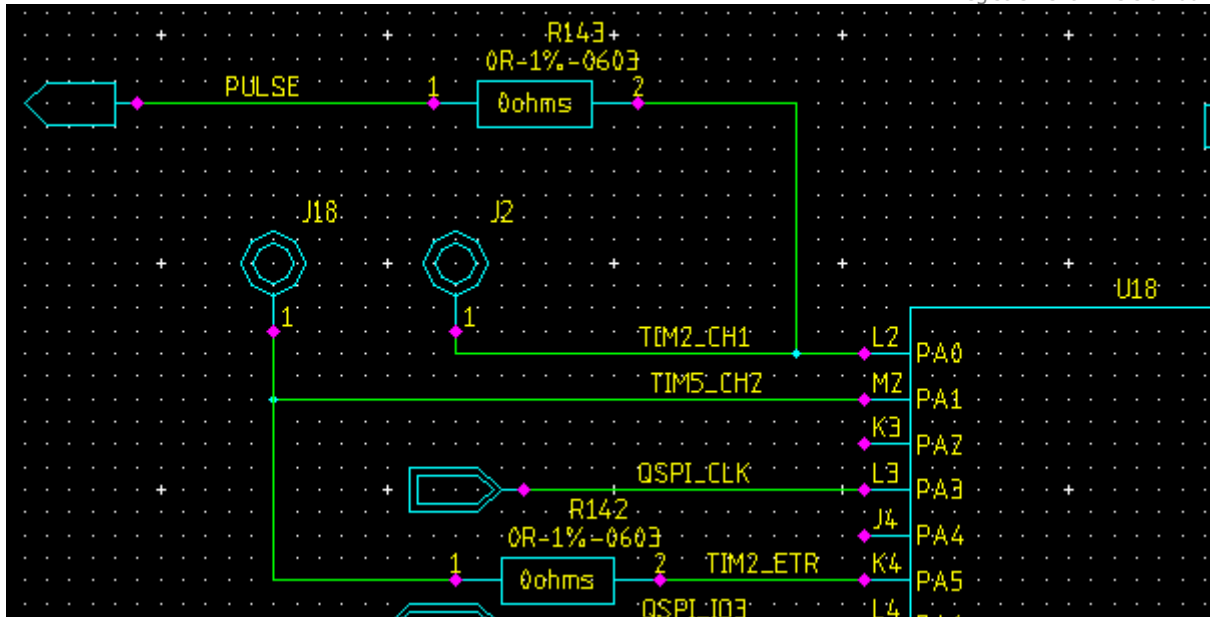 R143
0R-1%-0603
PULSE
1
0ohms
2
J18
J2
U18
1
1
TIM2_CH1
L2
PA0
TIM5_CH2
M2
PA1
K3
PA2
QSPI_CLK
L3
PA3
R142
0R-1%-0603
J4
PA4
1
0ohms
2
TIM2_ETR
K4
PA5
QSPI_IO3
L4